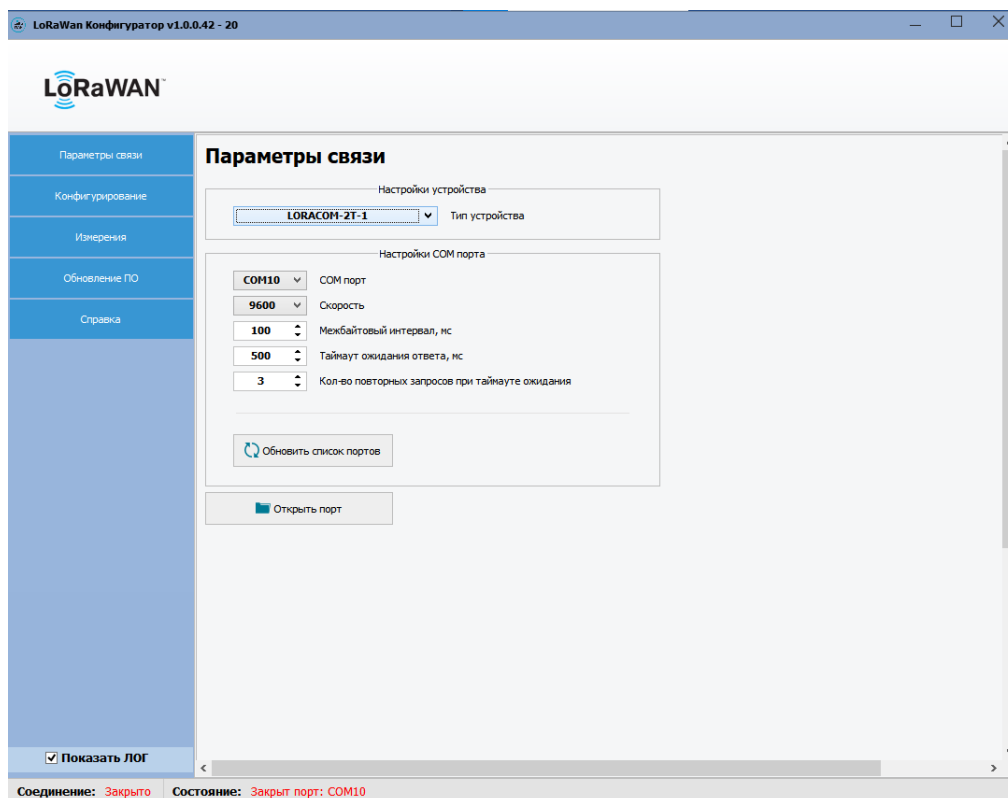 LoRaWan Конфигуратор v1.0.0.42 - 20
LoRaWAN™
Параметры связи
Конфигурирование
Измерения
Обновление ПО
Справка
Параметры связи
Настройки устройства
LORACOM-2T-1 Тип устройства
Настройки COM порта
COM10 COM порт
9600 Скорость
100 Межбайтовый интервал, мс
500 Таймаут ожидания ответа, мс
3 Кол-во повторных запросов при таймауте ожидания
Обновить список портов
Открыть порт
Показать ЛОГ
Соединение: Закрыто Состояние: Закрыт порт: COM10